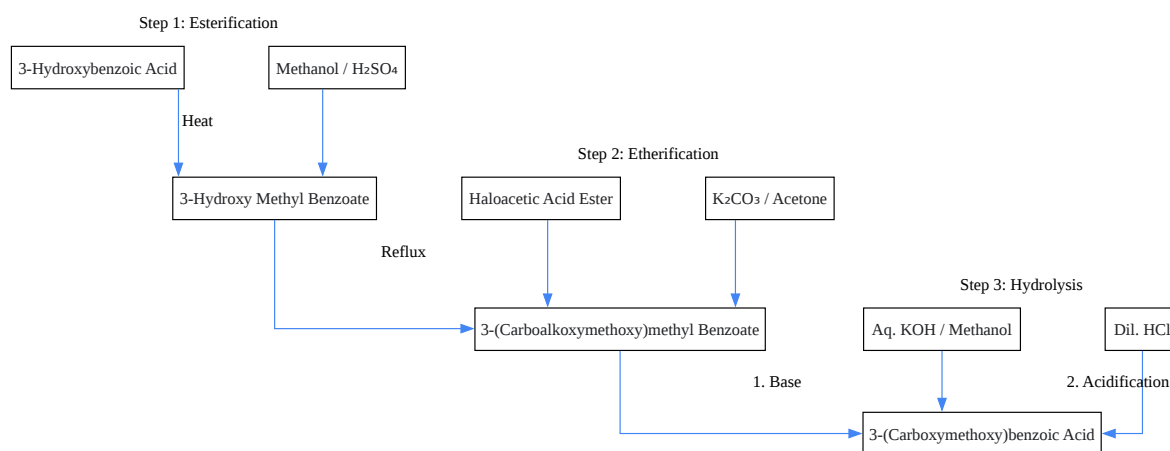 Step 1: Esterification
3-Hydroxybenzoic Acid
Methanol / H₂SO₄
Heat
Step 2: Etherification
3-Hydroxy Methyl Benzoate
Haloacetic Acid Ester
K₂CO₃ / Acetone
Reflux
Step 3: Hydrolysis
3-(Carboalkoxymethoxy)methyl Benzoate
Aq. KOH / Methanol
Dil. HCl
1. Base
2. Acidification
3-(Carboxymethoxy)benzoic Acid